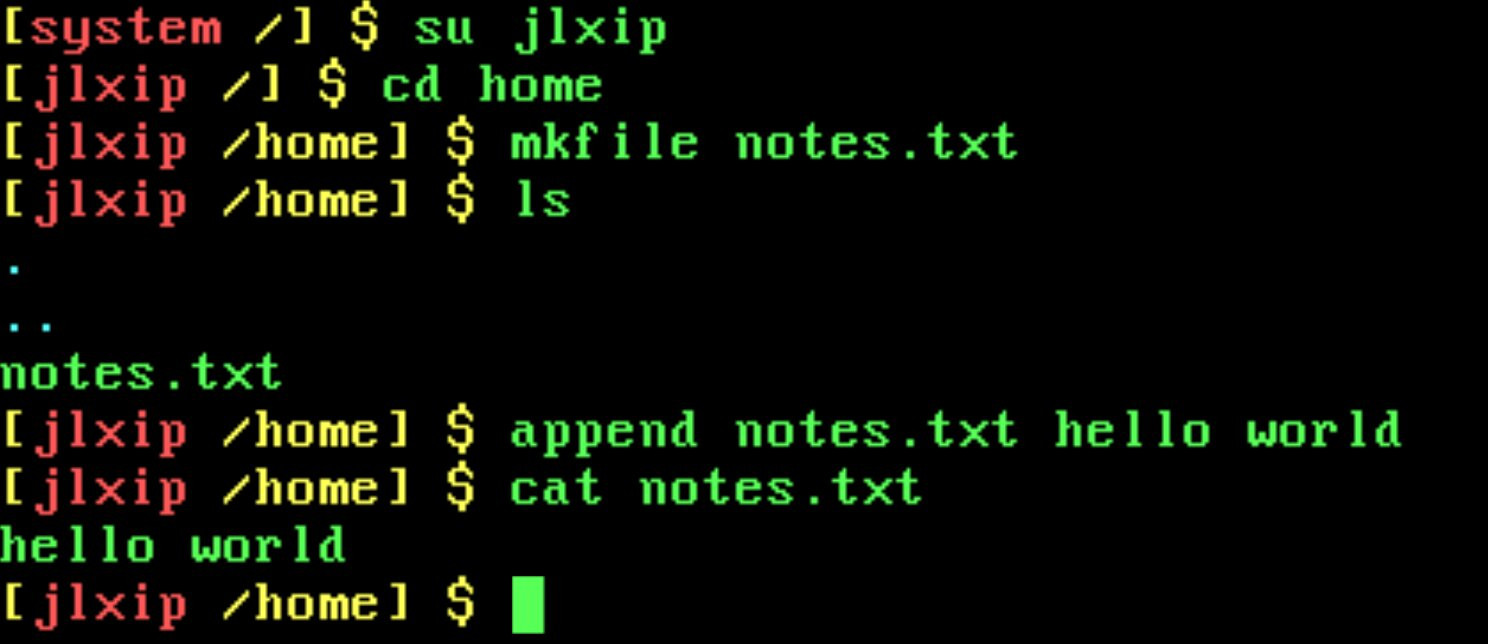 [system /] $ su jlxip
[jlxip /] $ cd home
[jlxip /home] $ mkfile notes.txt
[jlxip /home] $ ls
.
..
notes.txt
[jlxip /home] $ append notes.txt hello world
[jlxip /home] $ cat notes.txt
hello world
[jlxip /home] $